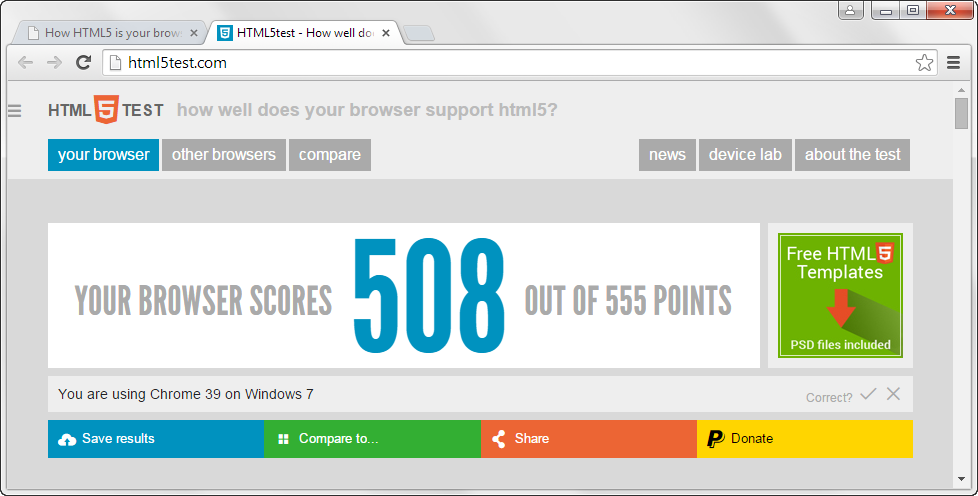 How HTML5 is your brow
HTML5test - How well do
html5test.com
HTML 5 TEST how well does your browser support html5?
your browser other browsers compare news device lab about the test
YOUR BROWSER SCORES 508 OUT OF 555 POINTS
Free HTML5
Templates
PSD files included
You are using Chrome 39 on Windows 7 Correct?
Save results Compare to... Share Donate